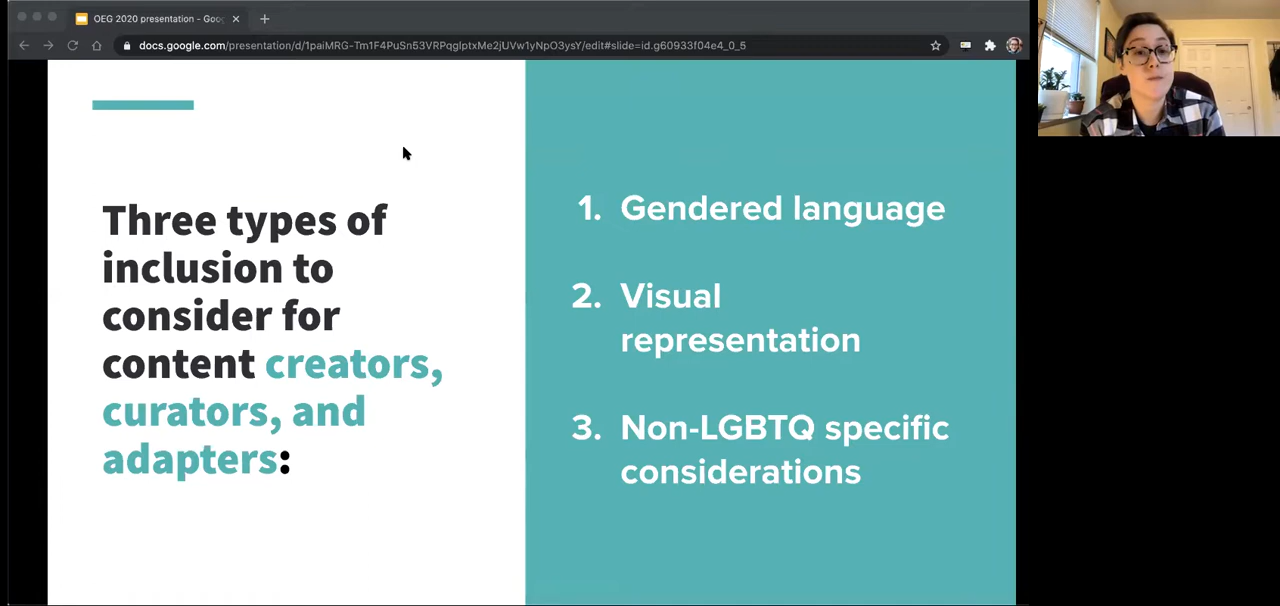 OEG 2020 presentation - Goo
docs.google.com/presentation/d/1paiMRG-Tm1F4PuSn53VRPqglptxMe2jUVw1yNpO3ysY/edit#slide=id.g60933f04e4_0_5
Three types of
inclusion to
consider for
content creators,
curators, and
adapters:
1. Gendered language
2. Visual
representation
3. Non-LGBTQ specific
considerations